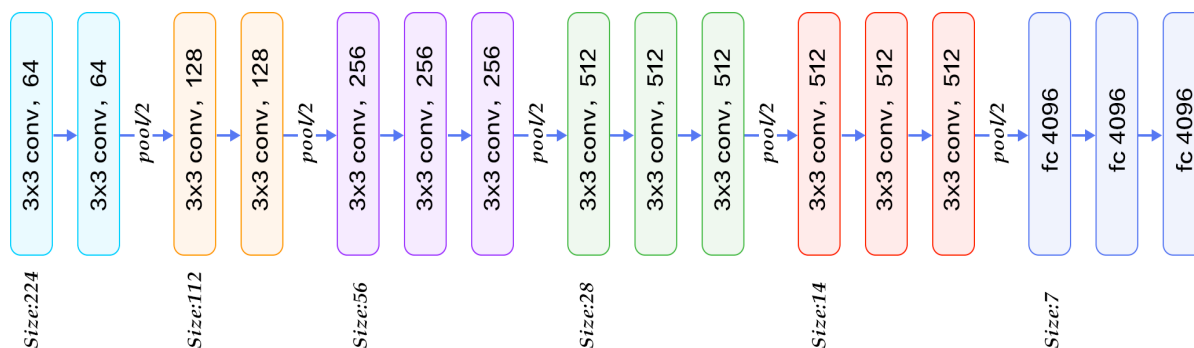 3x3 conv, 64
3x3 conv, 64
pool/2
3x3 conv, 128
3x3 conv, 128
pool/2
3x3 conv, 256
3x3 conv, 256
3x3 conv, 256
pool/2
3x3 conv, 512
3x3 conv, 512
3x3 conv, 512
pool/2
3x3 conv, 512
3x3 conv, 512
3x3 conv, 512
pool/2
fc 4096
fc 4096
fc 4096
Size:224
Size:112
Size:56
Size:28
Size:14
Size:7